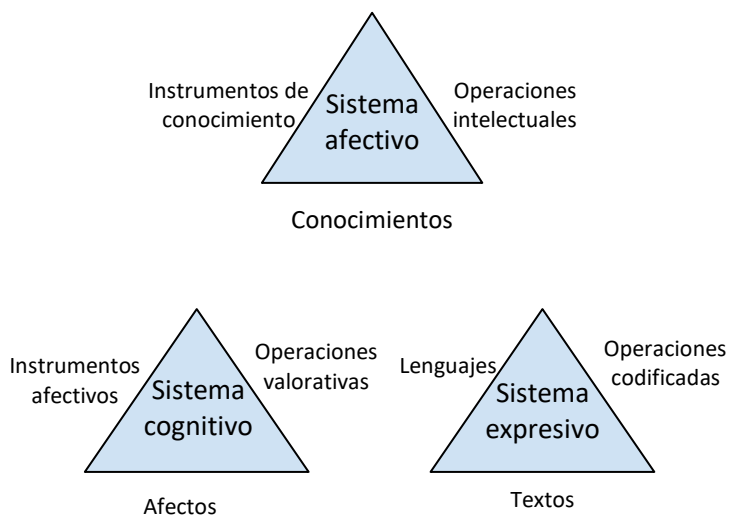 Instrumentos de
conocimiento
Sistema
afectivo
Operaciones
intelectuales
Conocimientos
Instrumentos
afectivos
Sistema
cognitivo
Operaciones
valorativas
Afectos
Lenguajes
Sistema
expresivo
Operaciones
codificadas
Textos